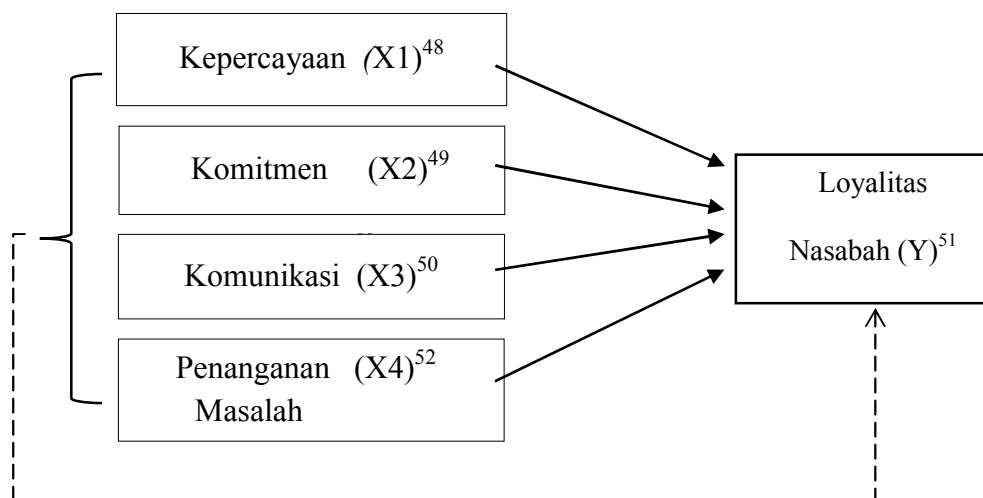 Kepercayaan (X1)48
Komitmen (X2)49
Komunikasi (X3)50
Penanganan (X4)52
Masalah
Loyalitas
Nasabah (Y)51